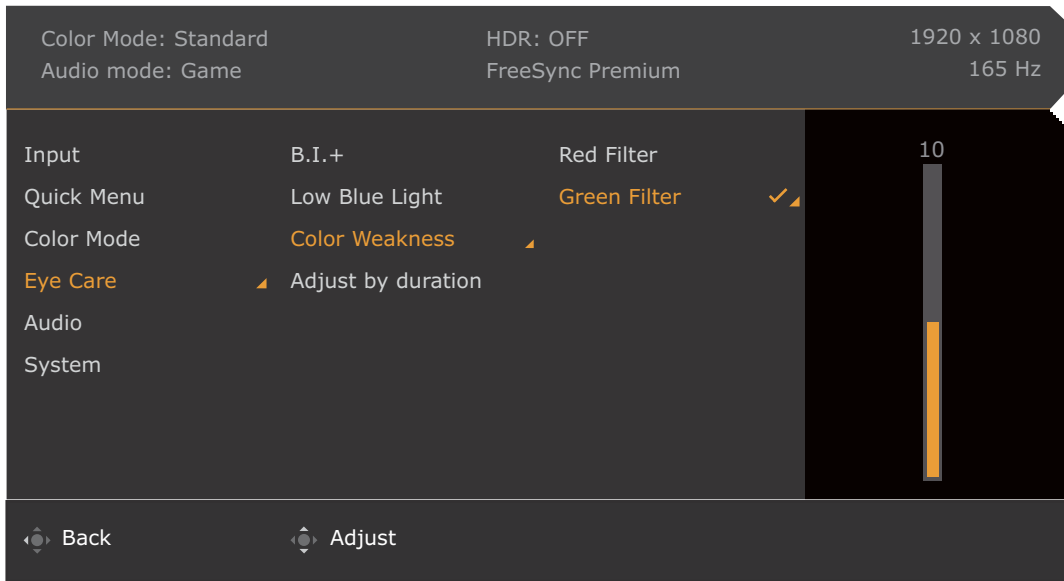 Color Mode: Standard
HDR: OFF
1920 x 1080
Audio mode: Game
FreeSync Premium
165 Hz
Input
B.I.+
Red Filter
10
Quick Menu
Low Blue Light
Green Filter
Color Mode
Color Weakness
Eye Care
Adjust by duration
Audio
System
Back
Adjust